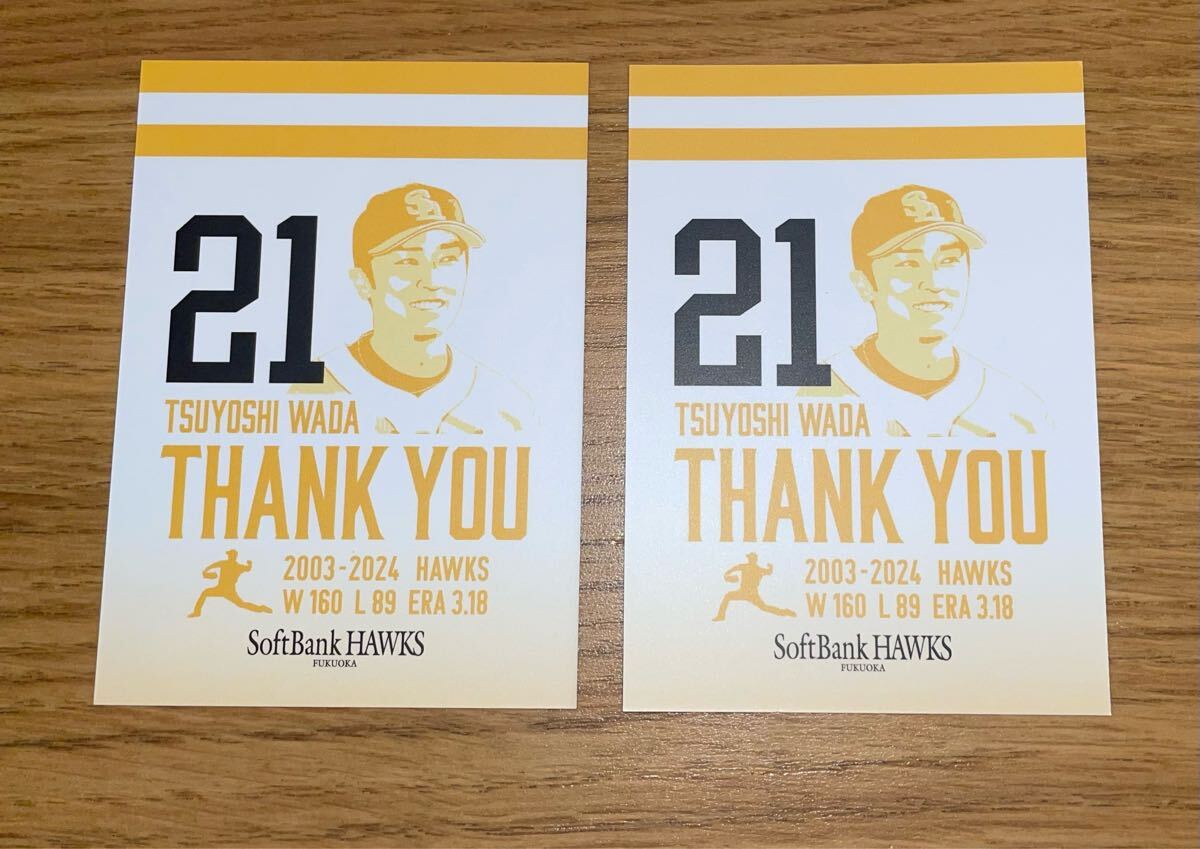 21
TSUYOSHI WADA
THANK YOU
2003-2024 HAWKS
W 160 L 89 ERA 3.18
SoftBank HAWKS
FUKUOKA
21
TSUYOSHI WADA
THANK YOU
2003-2024 HAWKS
W 160 L 89 ERA 3.18
SoftBank HAWKS
FUKUOKA